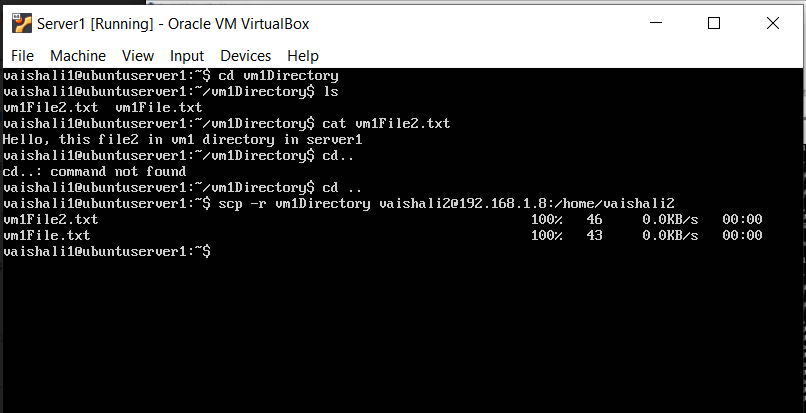 Server1 [Running] - Oracle VM VirtualBox
File Machine View Input Devices Help
vaishali1@ubuntuserver1:~$ cd vm1Directory
vaishali1@ubuntuserver1:~/vm1Directory$ ls
vm1File2.txt  vm1File.txt
vaishali1@ubuntuserver1:~/vm1Directory$ cat vm1File2.txt
Hello, this file2 in vm1 directory in server1
vaishali1@ubuntuserver1:~/vm1Directory$ cd..
cd..: command not found
vaishali1@ubuntuserver1:~/vm1Directory$ cd ..
vaishali1@ubuntuserver1:~$ scp -r vm1Directory vaishali2@192.168.1.8:/home/vaishali2
vm1File2.txt 100% 46 0.0KB/s 00:00
vm1File.txt 100% 43 0.0KB/s 00:00
vaishali1@ubuntuserver1:~$